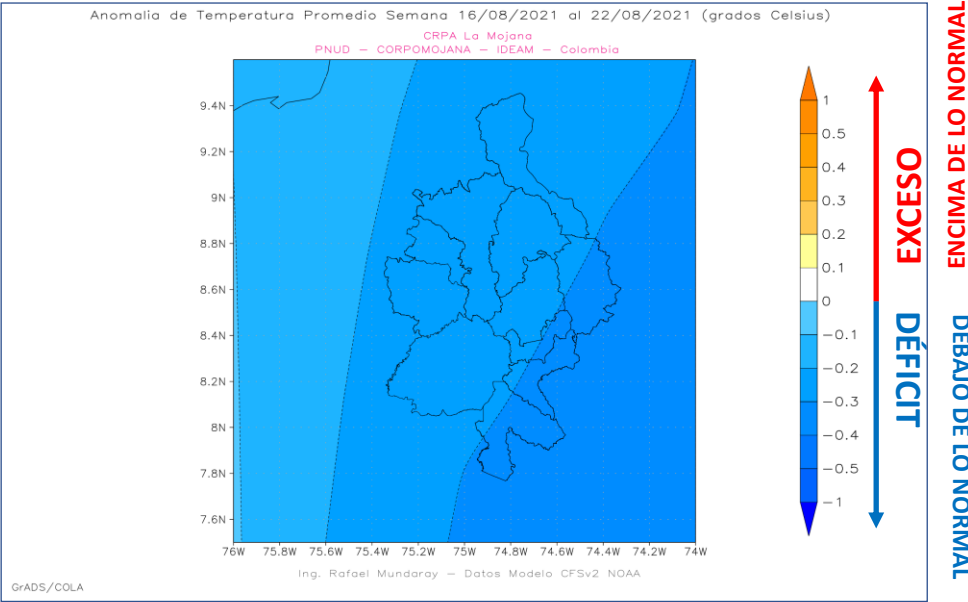 Anomalia de Temperatura Promedio Semana 16/08/2021 al 22/08/2021 (grados Celsius)
CRPA La Mojana
PNUD — CORPOMOJANA — IDEAM — Colombia
9.4N
9.2N
9N
8.8N
8.6N
8.4N
8.2N
8N
7.8N
7.6N
76W 75.8W 75.6W 75.4W 75.2W 75W 74.8W 74.6W 74.4W 74.2W 74W
1
0.5
0.4
0.3
0.2
0.1
0
−0.1
−0.2
−0.3
−0.4
−0.5
−1
EXCESO
DÉFICIT
ENCIMA DE LO NORMAL
DEBAJO DE LO NORMAL
Ing. Rafael Mundaray — Datos Modelo CFSv2 NOAA
GrADS/COLA